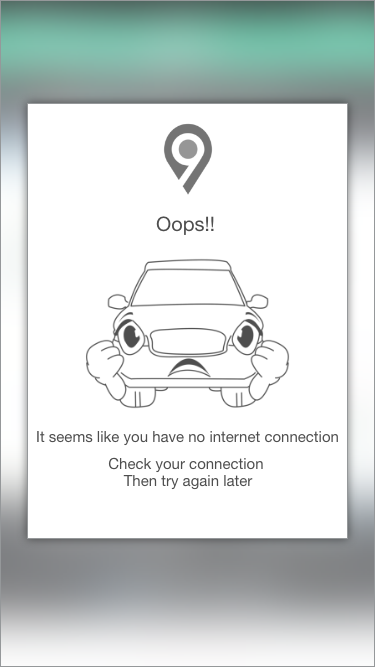 Oops!!
It seems like you have no internet connection
Check your connection
Then try again later